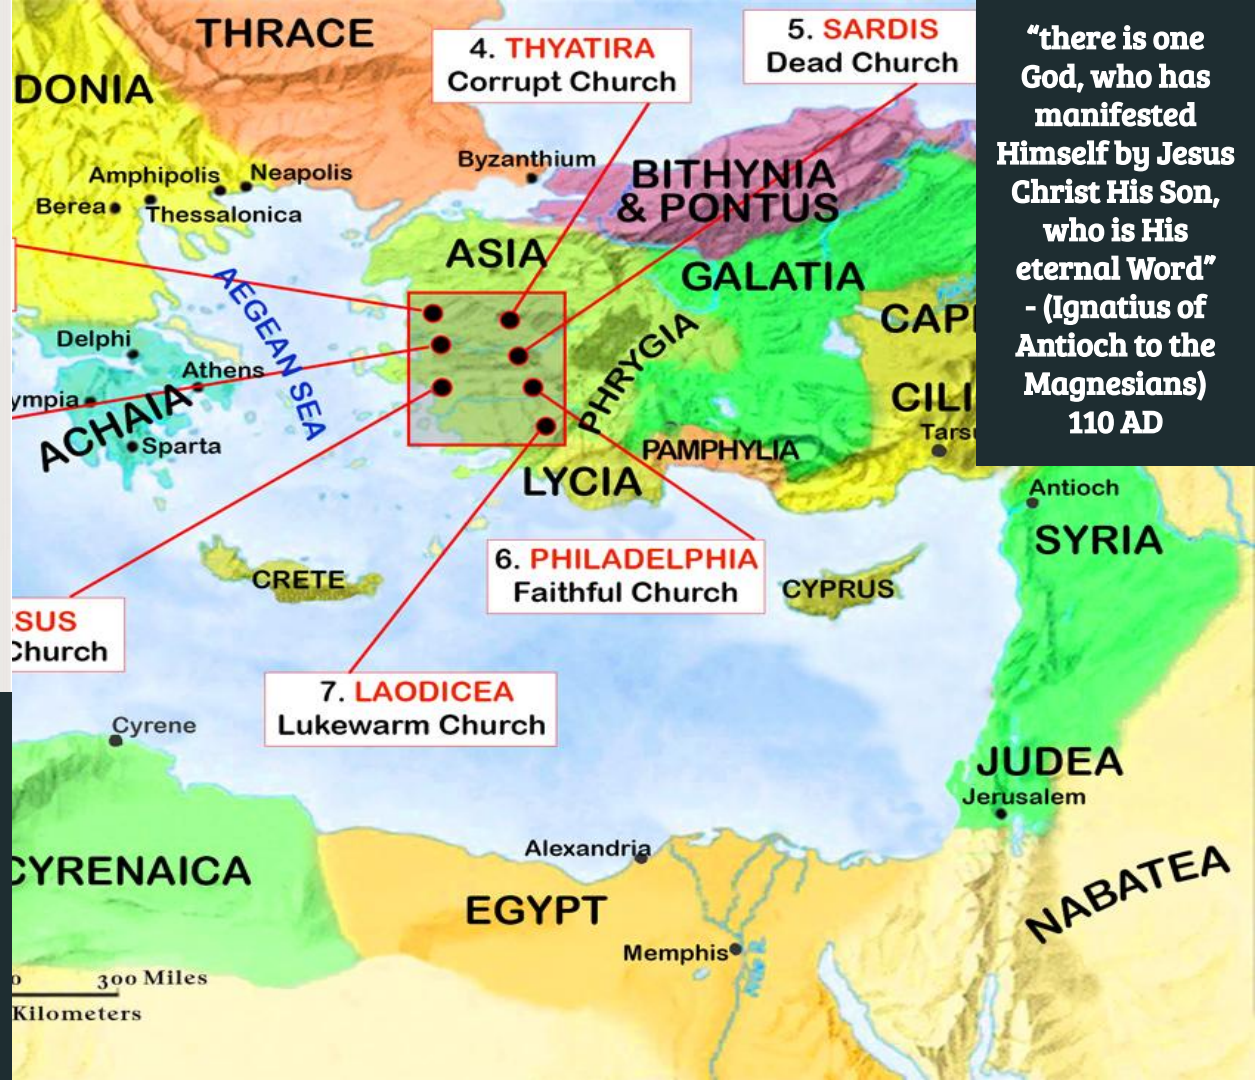 THRACE
4. THYATIRA
Corrupt Church
5. SARDIS
Dead Church
DONIA
Byzanthium
Amphipolis
Neapolis
Berea
Thessalonica
BITHYNIA
& PONTUS
ASIA
GALATIA
AEGEAN SEA
CAP
Delphi
Athens
PHRYGIA
ympia
ACHAIA
CILI
Tars
Sparta
PAMPHYLIA
LYCIA
Antioch
SYRIA
6. PHILADELPHIA
Faithful Church
CRETE
CYPRUS
SUS
Church
7. LAODICEA
Lukewarm Church
Cyrene
JUDEA
Jerusalem
Alexandria
CYRENAICA
EGYPT
NABATEA
Memphis
Nile R.
0 300 Miles
Kilometers
“there is one
God, who has
manifested
Himself by Jesus
Christ His Son,
who is His
eternal Word”
- (Ignatius of
Antioch to the
Magnesians)
110 AD